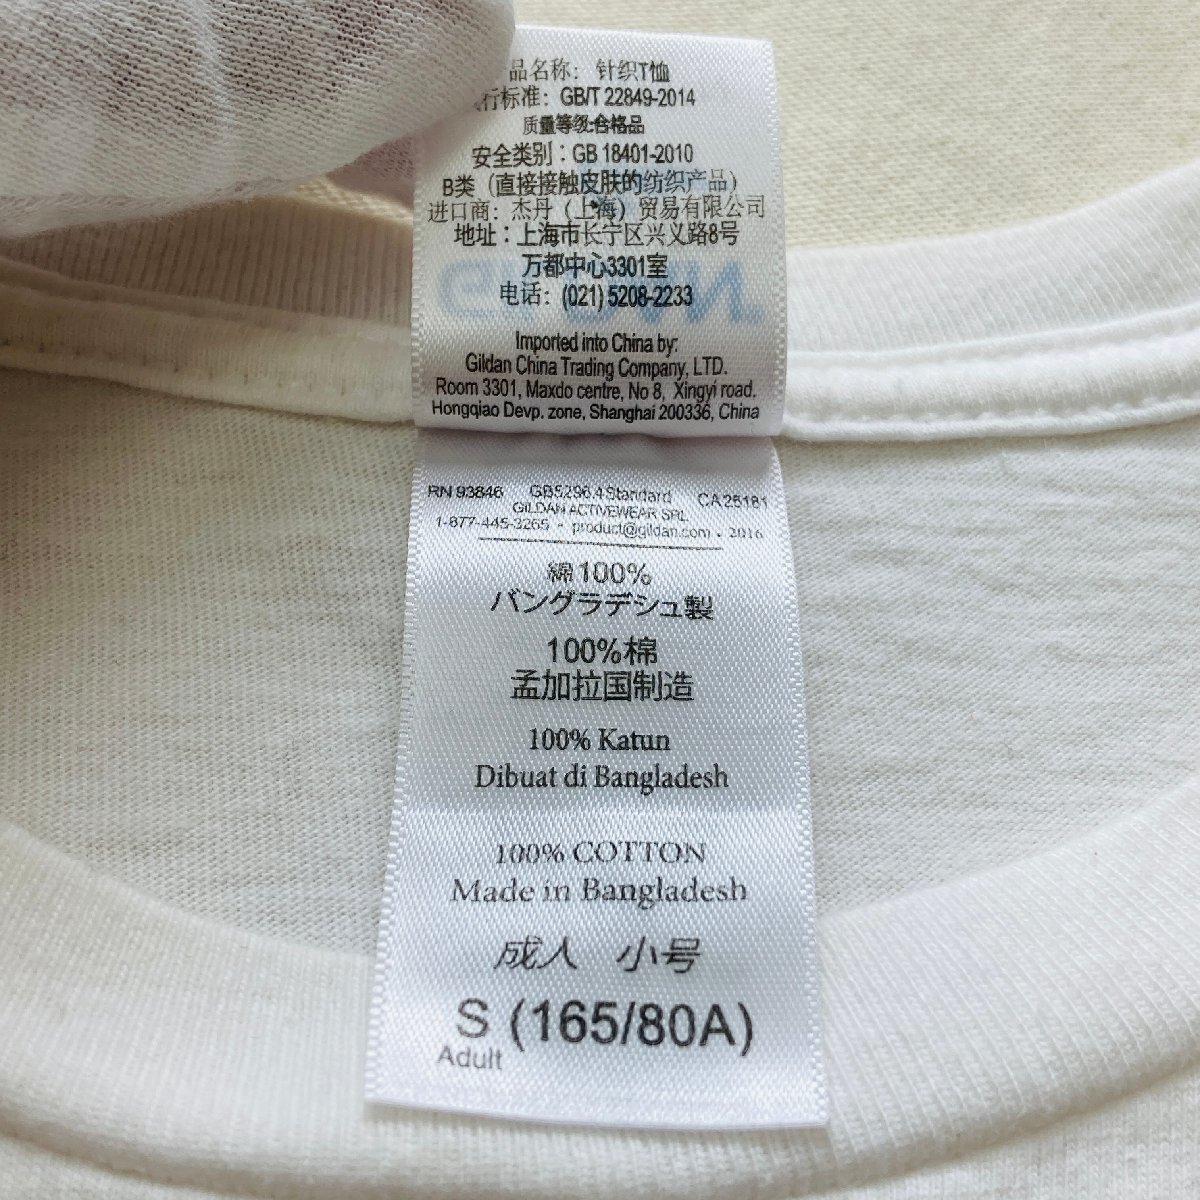 品名称: 针织T恤
行标准: GB/T 22849-2014
质量等级:合格品
安全类别: GB 18401-2010
B类 (直接接触皮肤的纺织产品)
进口商: 杰丹 (上海) 贸易有限公司
地址: 上海市长宁区兴义路8号
万都中心3301室
电话: (021) 5208-2233
Imported into China by:
Gildan China Trading Company, LTD.
Room 3301, Maxdo centre, No 8, Xingyi road.
Hongqiao Devp. zone, Shanghai 200336, China
RN 93846 GB5296.4 Standard CA 25181
GILDAN ACTIVEWEAR SRL
1-877-445-3265 • product@gildan.com • 2016
綿100%
バングラデシュ製
100%棉
孟加拉国制造
100% Katun
Dibuat di Bangladesh
100% COTTON
Made in Bangladesh
成人 小号
S (165/80A)
Adult